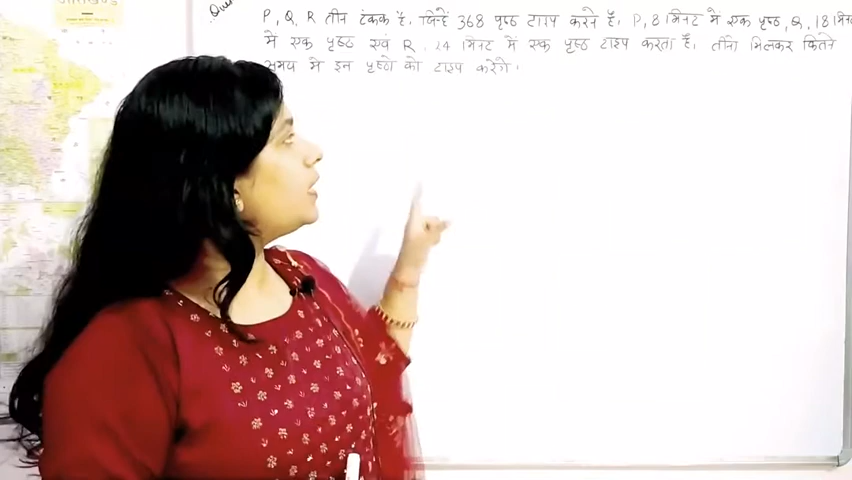 Ques P, Q, R तीन टंकक हैं, जिन्हें 368 पृष्ठ टाइप करने हैं, P, 8 मिनट में एक पृष्ठ, Q, 18 मिनट
में एक पृष्ठ एवं R, 24 मिनट में एक पृष्ठ टाइप करता है, तीनों मिलकर कितने
समय में इन पृष्ठों को टाइप करेंगे।